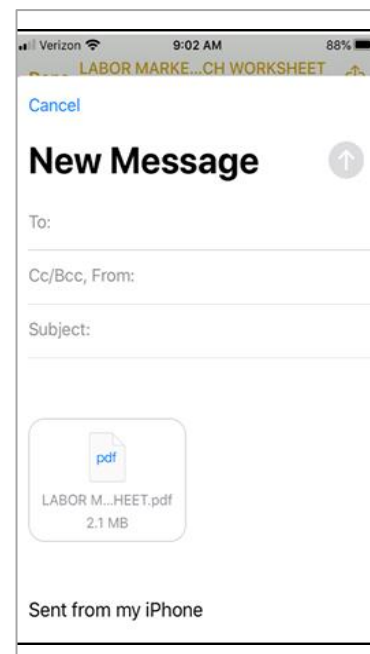 Verizon 9:02 AM 88%
LABOR MARKE...CH WORKSHEET
Cancel
New Message
To:
Cc/Bcc, From:
Subject:
pdf
LABOR M...HEET.pdf
2.1 MB
Sent from my iPhone